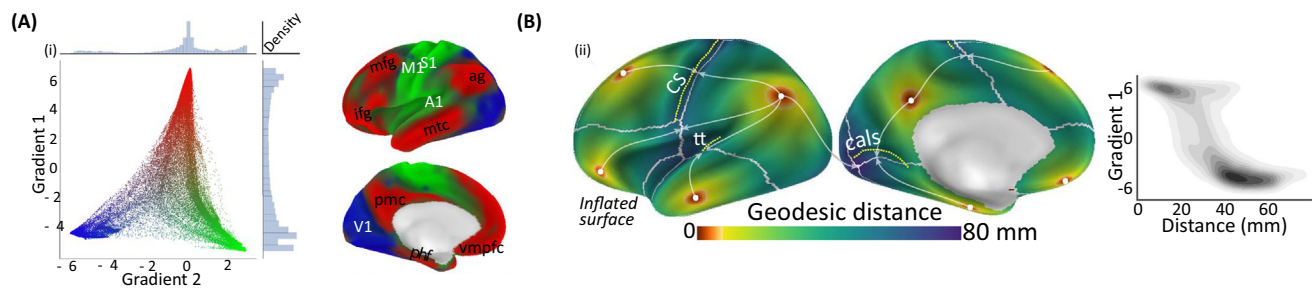 (A)
(i)
Density
Gradient 1
6
4
2
0
- 2
- 4
- 6
- 4
- 2
0
2
Gradient 2
mfg
M1
S1
ag
A1
ifg
mtc
pmc
V1
phf
vmpfc
(B)
(ii)
cs
tt
cals
Inflated
surface
Geodesic distance
0
80 mm
Gradient 1
6
0
-6
0
20
40
60
Distance (mm)